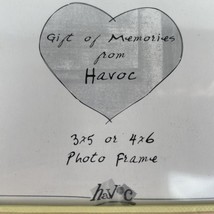 Gift of Memories
from
Havoc
3x5 or 4x6
Photo Frame
havoc